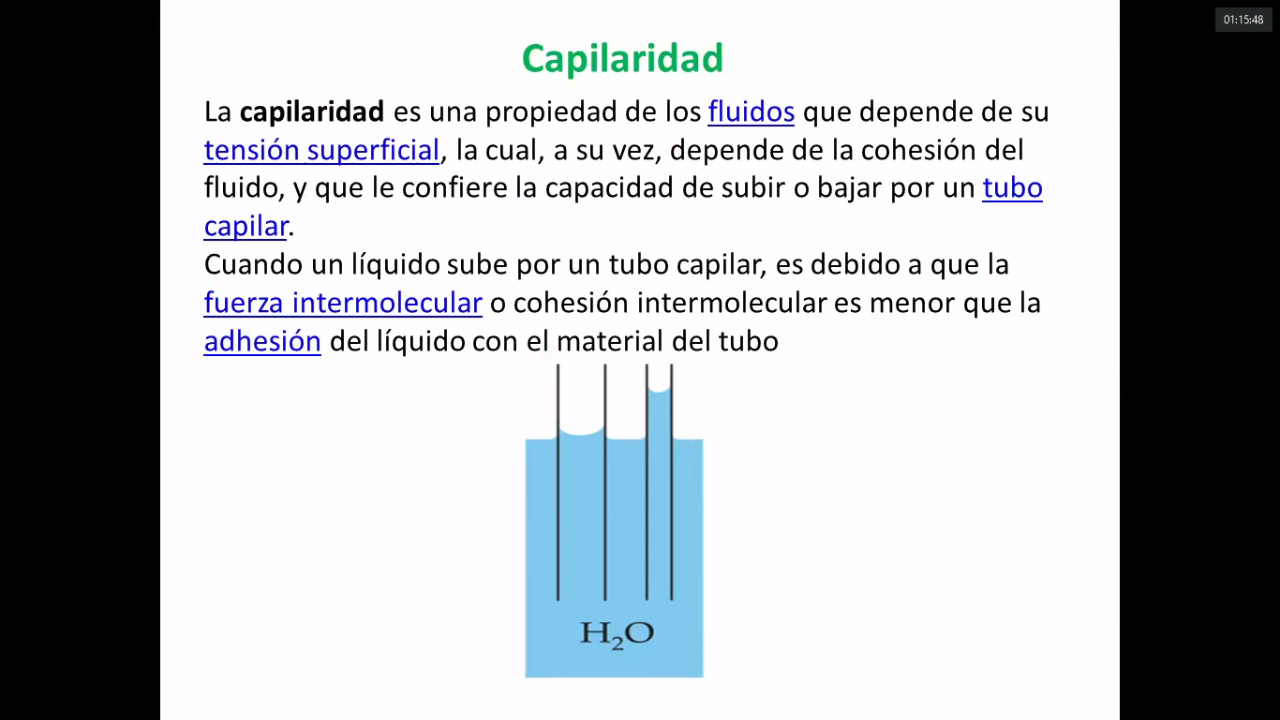 01:15:48
Capilaridad
La capilaridad es una propiedad de los fluidos que depende de su
tensión superficial, la cual, a su vez, depende de la cohesión del
fluido, y que le confiere la capacidad de subir o bajar por un tubo
capilar.
Cuando un líquido sube por un tubo capilar, es debido a que la
fuerza intermolecular o cohesión intermolecular es menor que la
adhesión del líquido con el material del tubo
H₂O